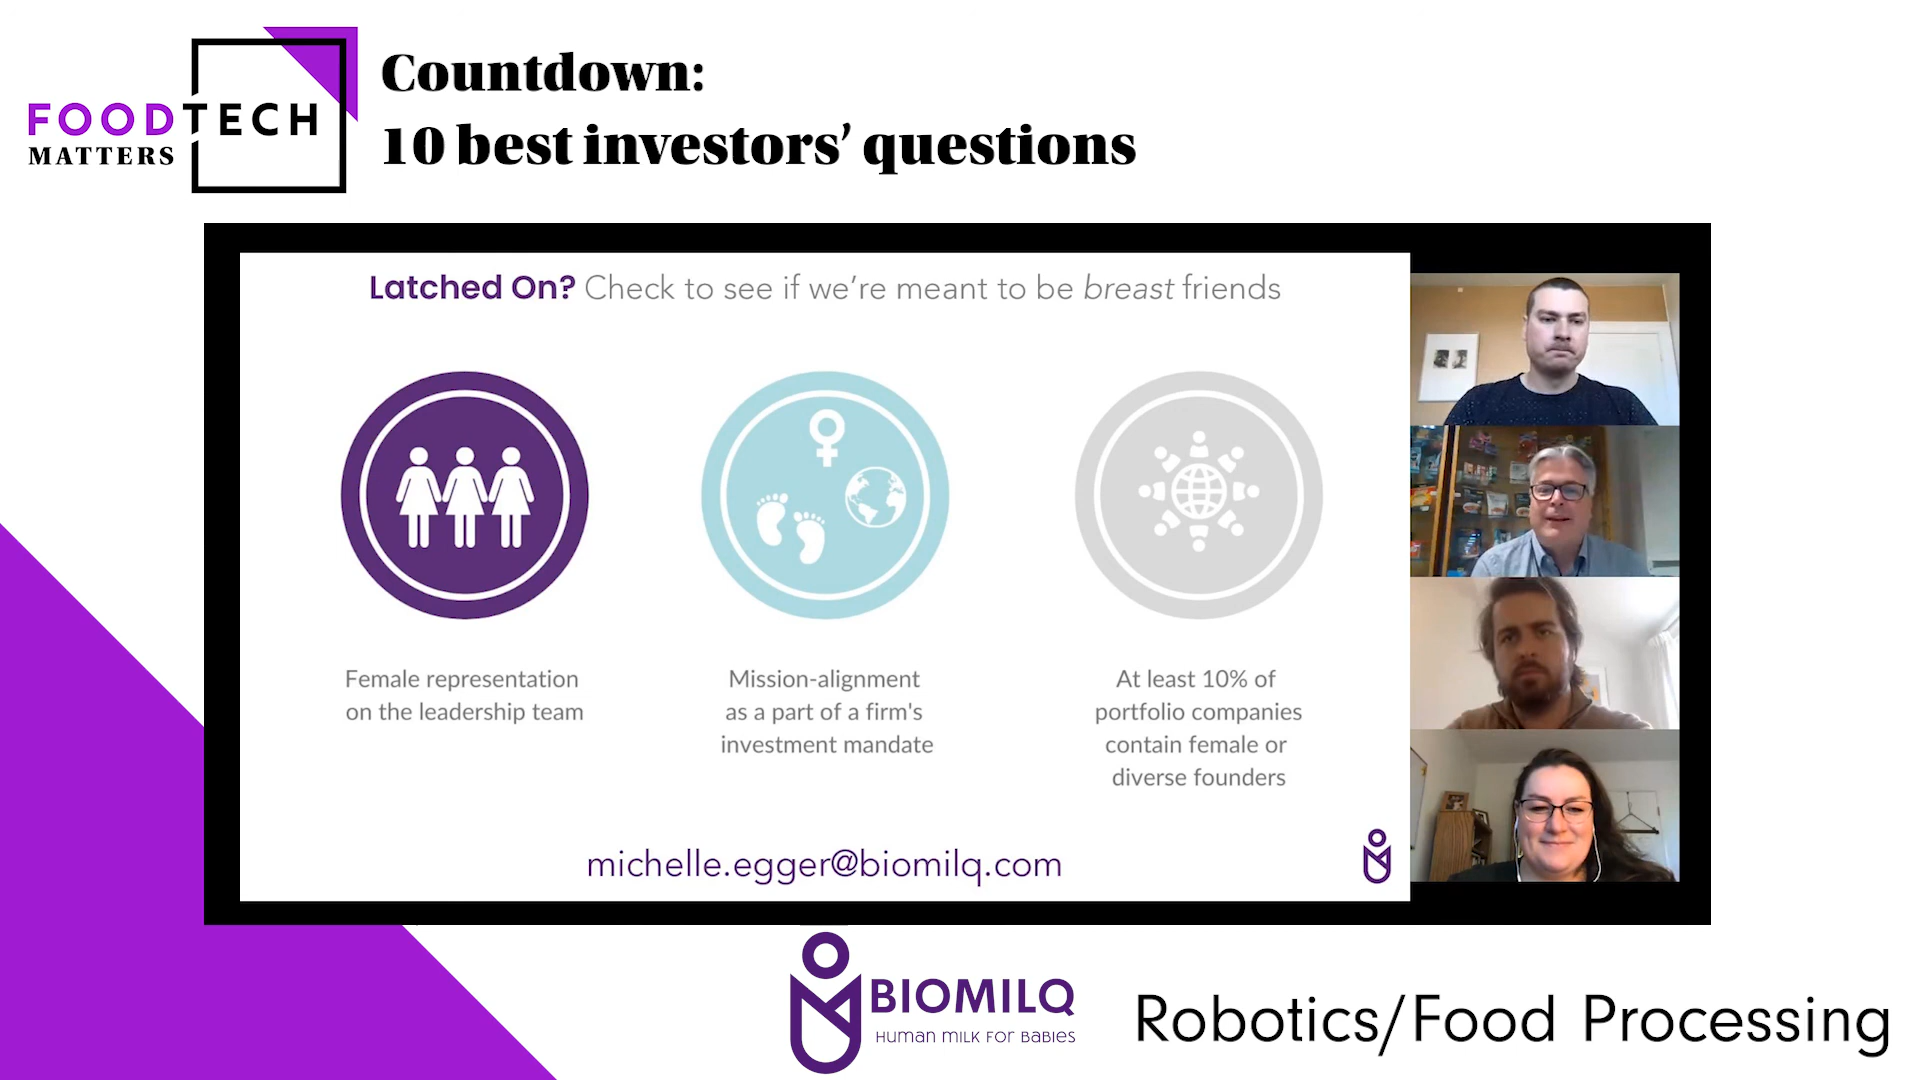 FOODTECH
MATTERS
Countdown:
10 best investors’ questions
Latched On? Check to see if we’re meant to be breast friends
Female representation
on the leadership team
Mission-alignment
as a part of a firm's
investment mandate
At least 10% of
portfolio companies
contain female or
diverse founders
michelle.egger@biomilq.com
BIOMILQ
Human milk for babies
Robotics/Food Processing